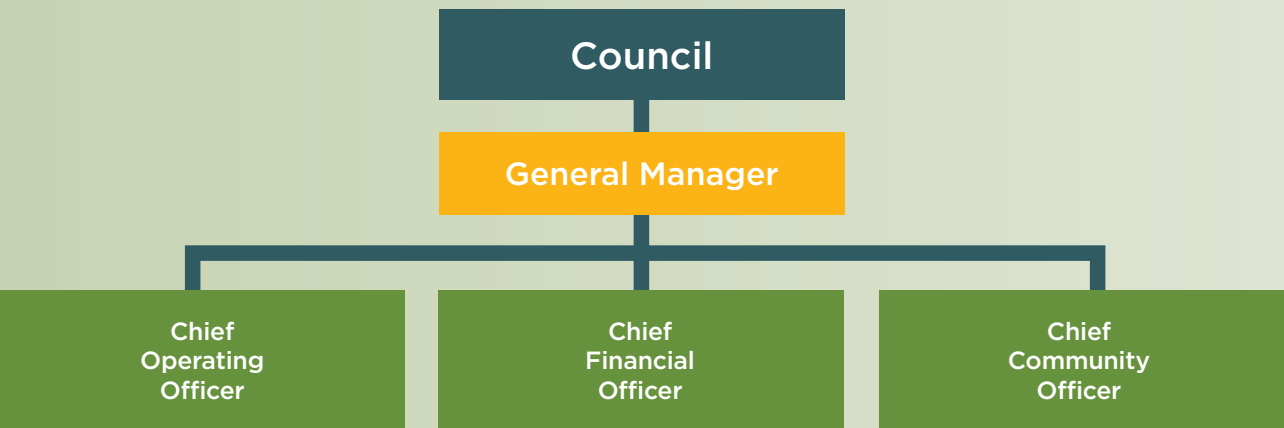 Council
General Manager
Chief
Operating
Officer
Chief
Financial
Officer
Chief
Community
Officer